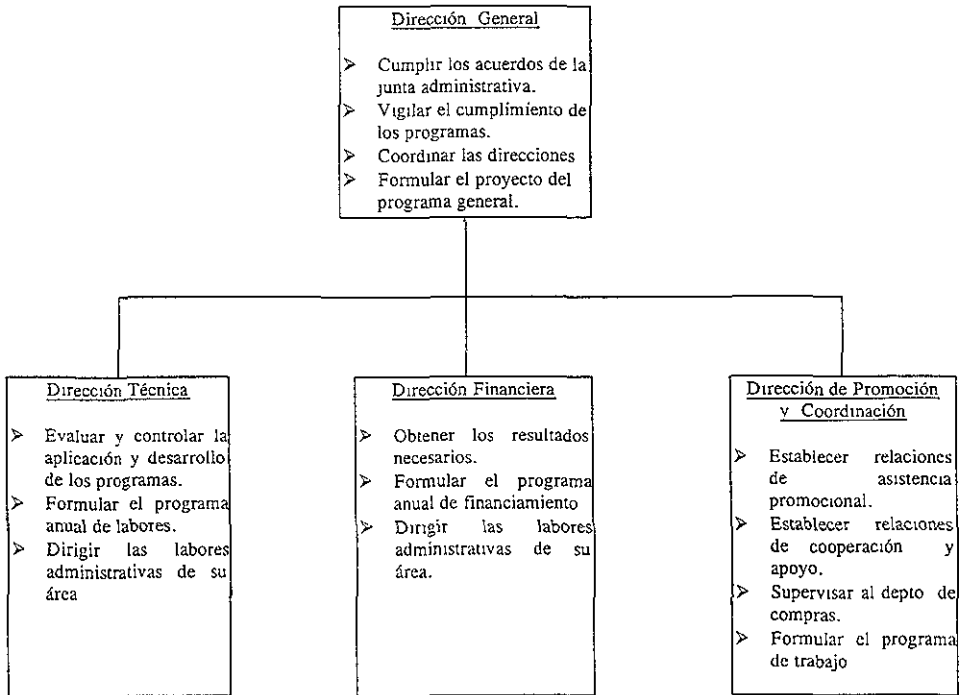 Dirección General
➢ Cumplir los acuerdos de la
junta administrativa.
➢ Vigilar el cumplimiento de
los programas.
➢ Coordinar las direcciones
➢ Formular el proyecto del
programa general.
Dirección Técnica
➢ Evaluar y controlar la
aplicación y desarrollo
de los programas.
➢ Formular el programa
anual de labores.
➢ Dirigir las labores
administrativas de su
área
Dirección Financiera
➢ Obtener los resultados
necesarios.
➢ Formular el programa
anual de financiamiento
➢ Dirigir las labores
administrativas de su
área.
Dirección de Promoción
y Coordinación
➢ Establecer relaciones
de asistencia
promocional.
➢ Establecer relaciones
de cooperación y
apoyo.
➢ Supervisar al depto de
compras.
➢ Formular el programa
de trabajo